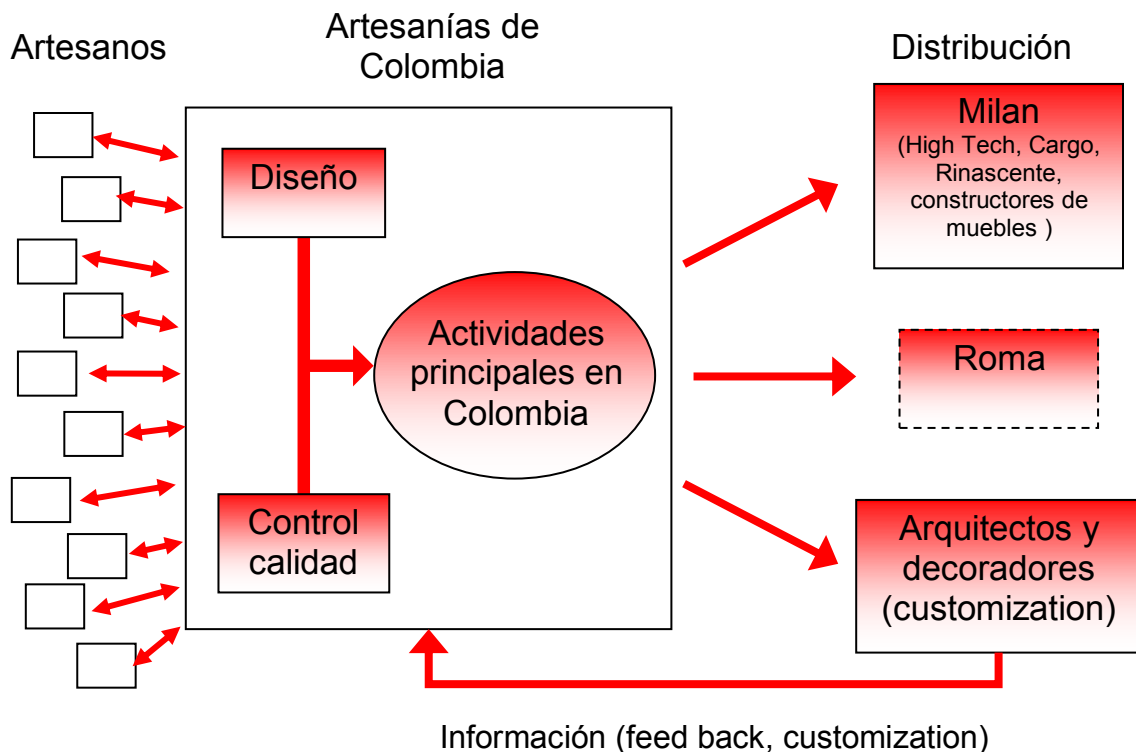 Artesanos
Artesanías de
Colombia
Distribución
Diseño
Control
calidad
Actividades
principales en
Colombia
Milan
(High Tech, Cargo,
Rinascente,
constructores de
muebles )
Roma
Arquitectos y
decoradores
(customization)
Información (feed back, customization)